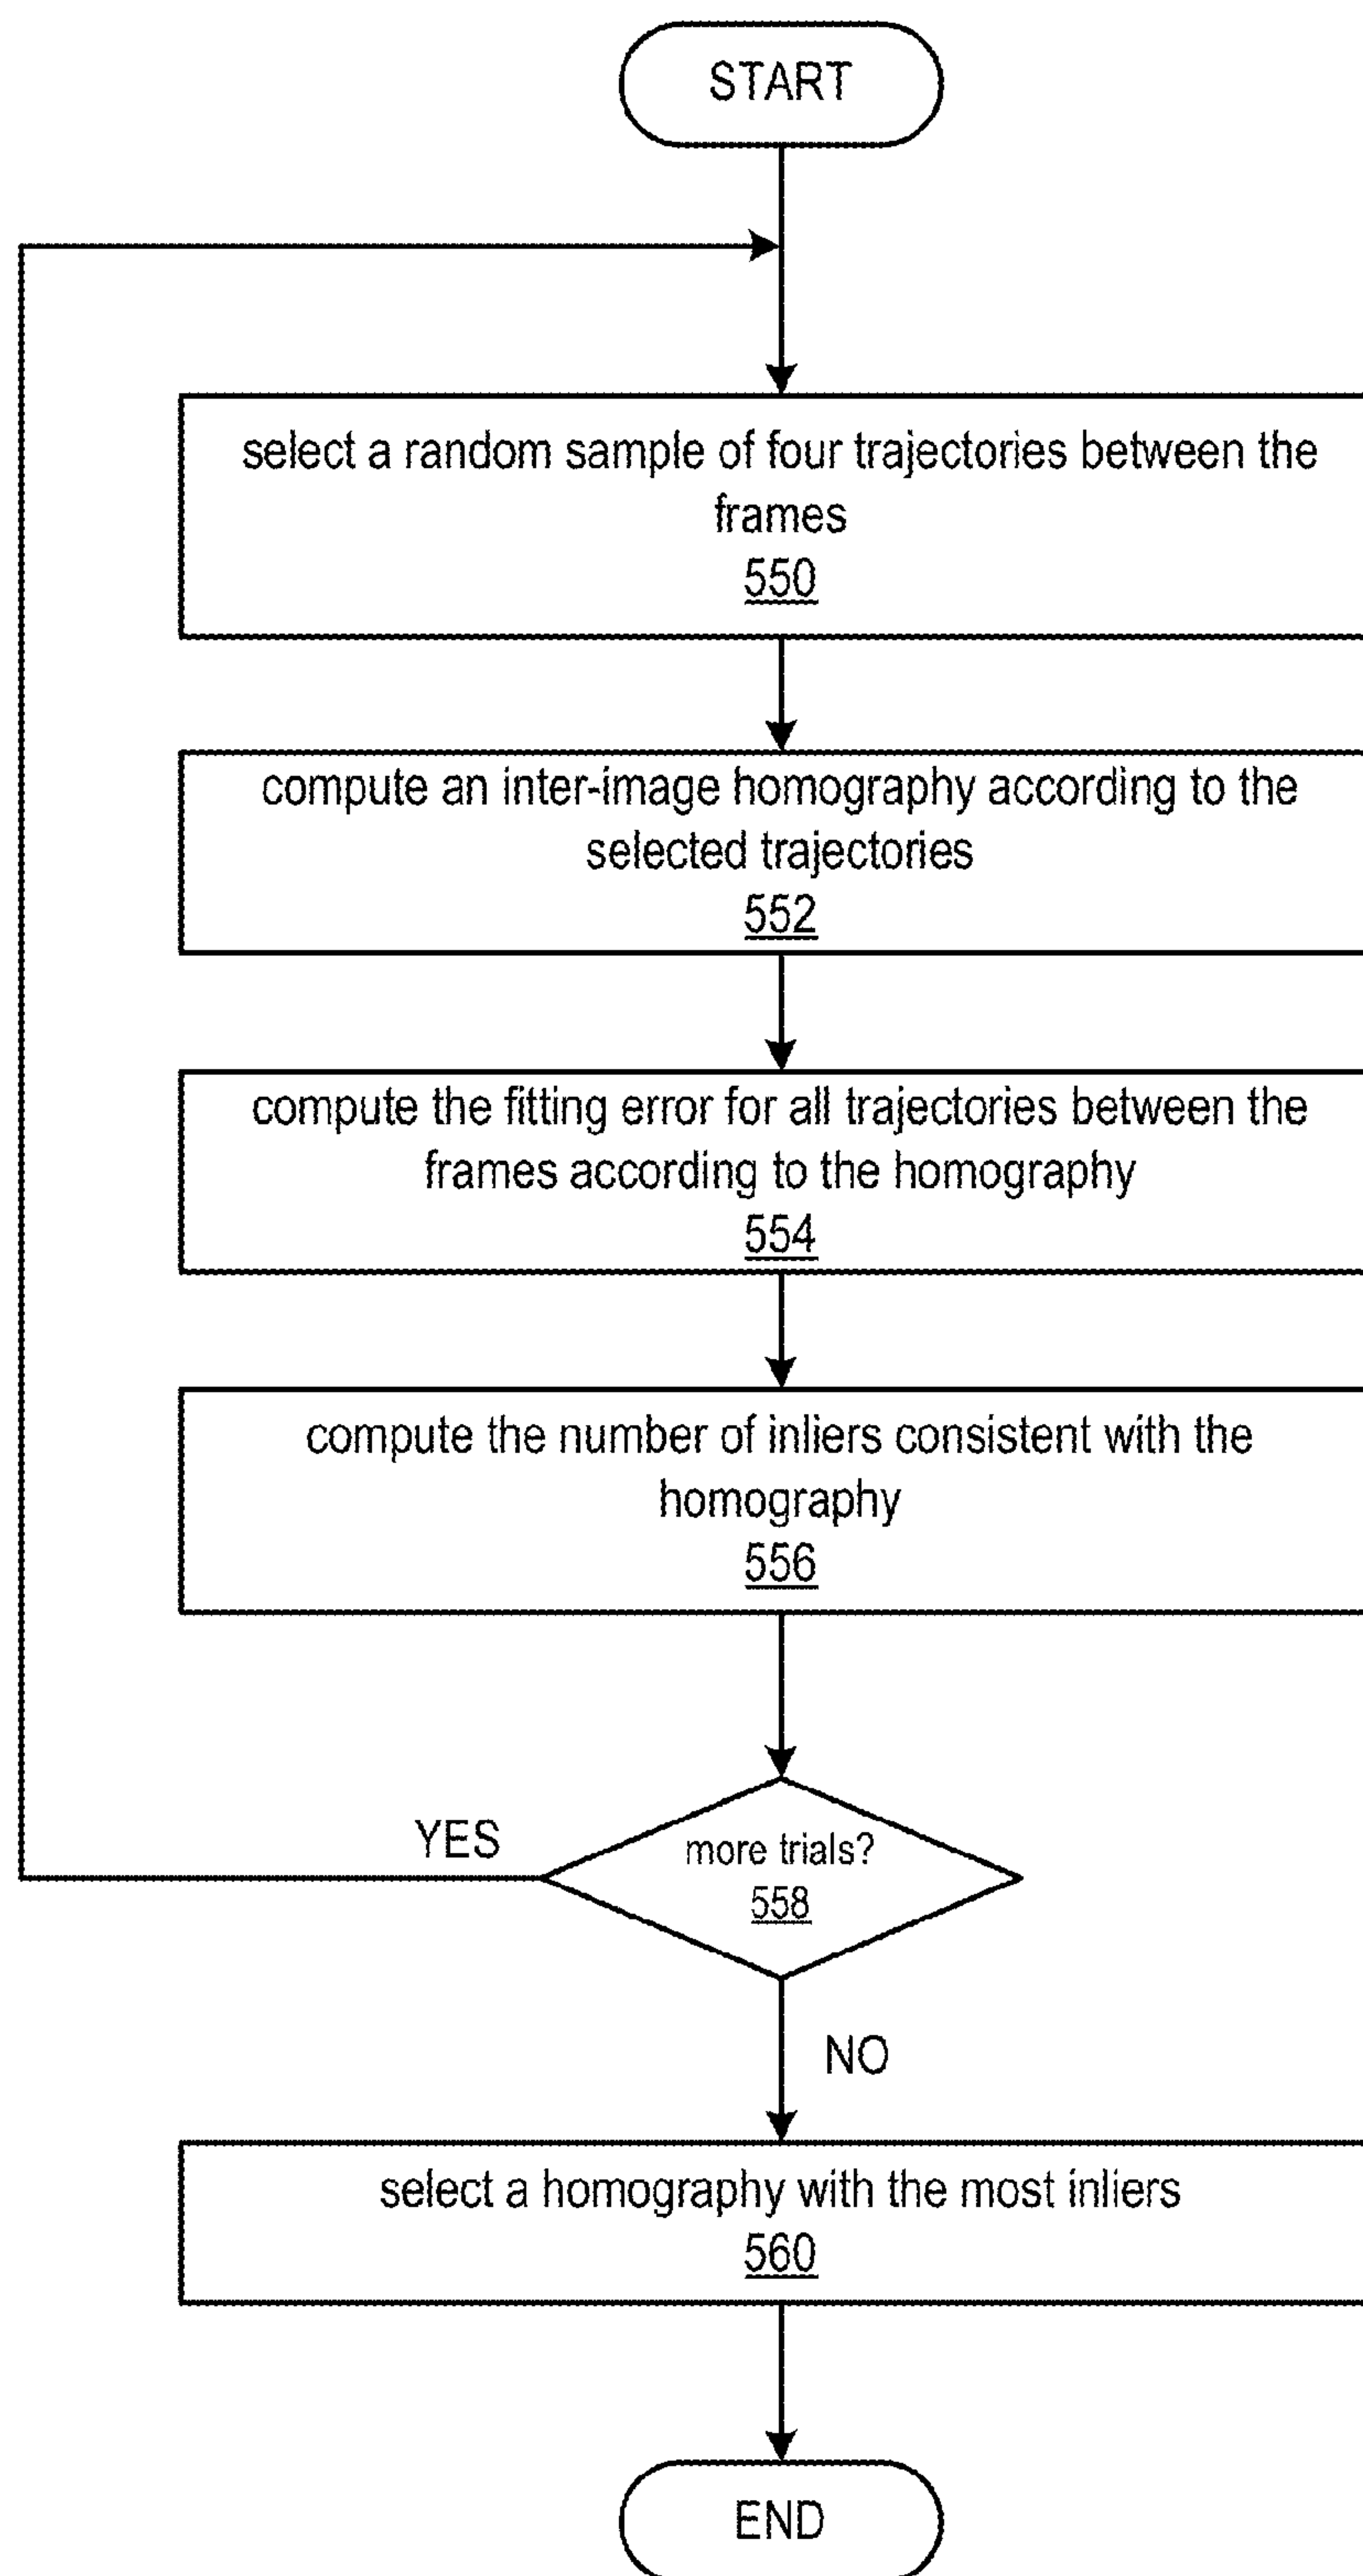 START
select a random sample of four trajectories between the
frames
550
compute an inter-image homography according to the
selected trajectories
552
compute the fitting error for all trajectories between the
frames according to the homography
554
compute the number of inliers consistent with the
homography
556
YES
more trials?
558
NO
select a homography with the most inliers
560
END